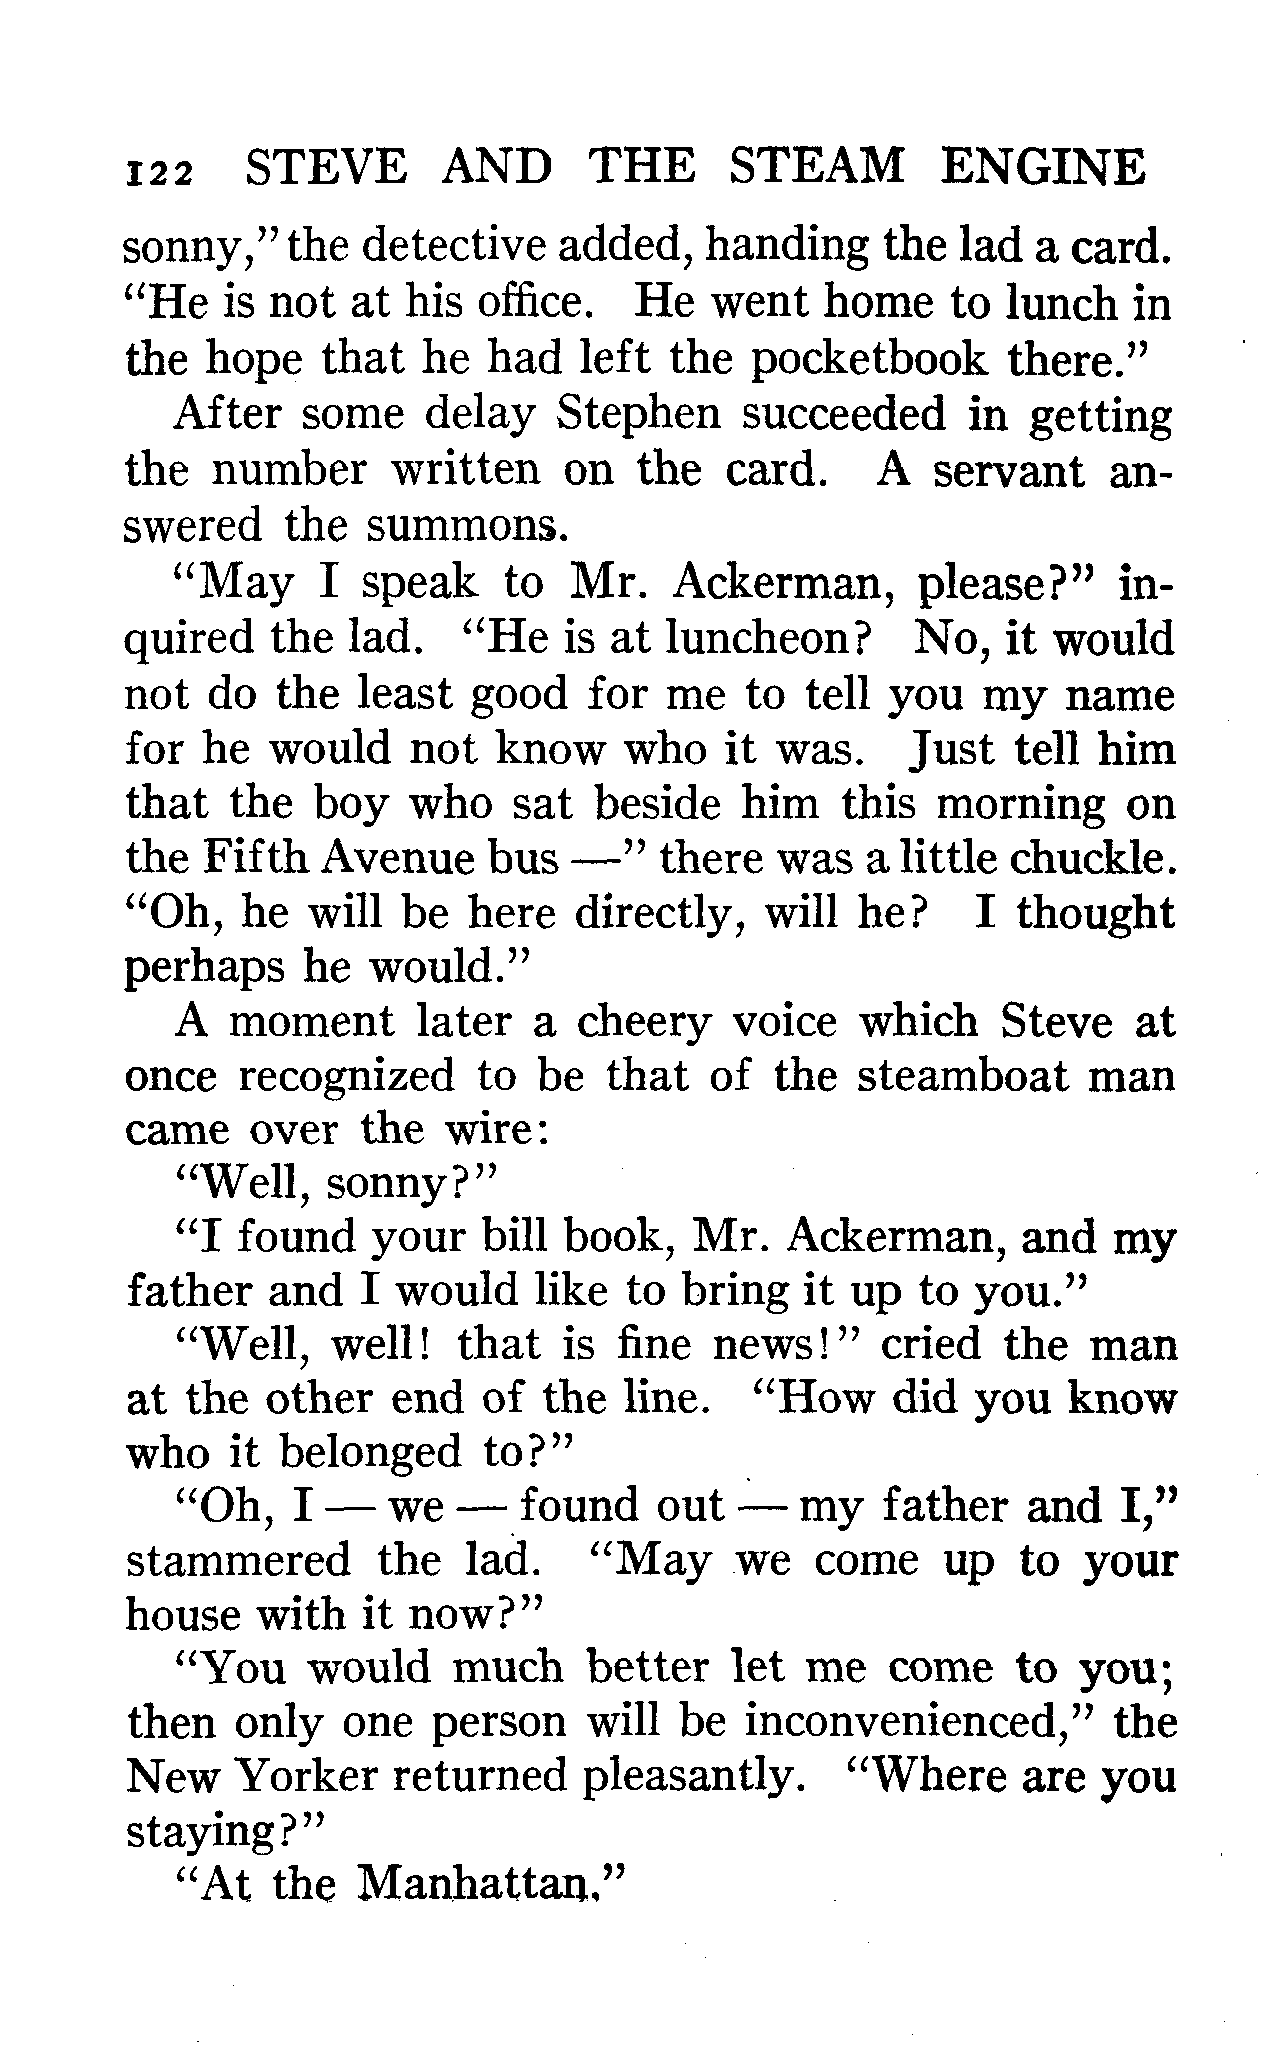 122 STEVE AND THE STEAM ENGINE
sonny," the detective added, handing the lad a card.
"He is not at his office. He went home to lunch in
the hope that he had left the pocketbook there."
After some delay Stephen succeeded in getting
the number written on the card. A servant an-
swered the summons.
"May I speak to Mr. Ackerman, please?" in-
quired the lad. "He is at luncheon? No, it would
not do the least good for me to tell you my name
for he would not know who it was. Just tell him
that the boy who sat beside him this morning on
the Fifth Avenue bus —" there was a little chuckle.
"Oh, he will be here directly, will he? I thought
perhaps he would."
A moment later a cheery voice which Steve at
once recognized to be that of the steamboat man
came over the wire:
"Well, sonny?"
"I found your bill book, Mr. Ackerman, and my
father and I would like to bring it up to you."
"Well, well! that is fine news!" cried the man
at the other end of the line. "How did you know
who it belonged to?"
"Oh, I — we — found out — my father and I,"
stammered the lad. "May we come up to your
house with it now?"
"You would much better let me come to you;
then only one person will be inconvenienced," the
New Yorker returned pleasantly. "Where are you
staying?"
"At the Manhattan."